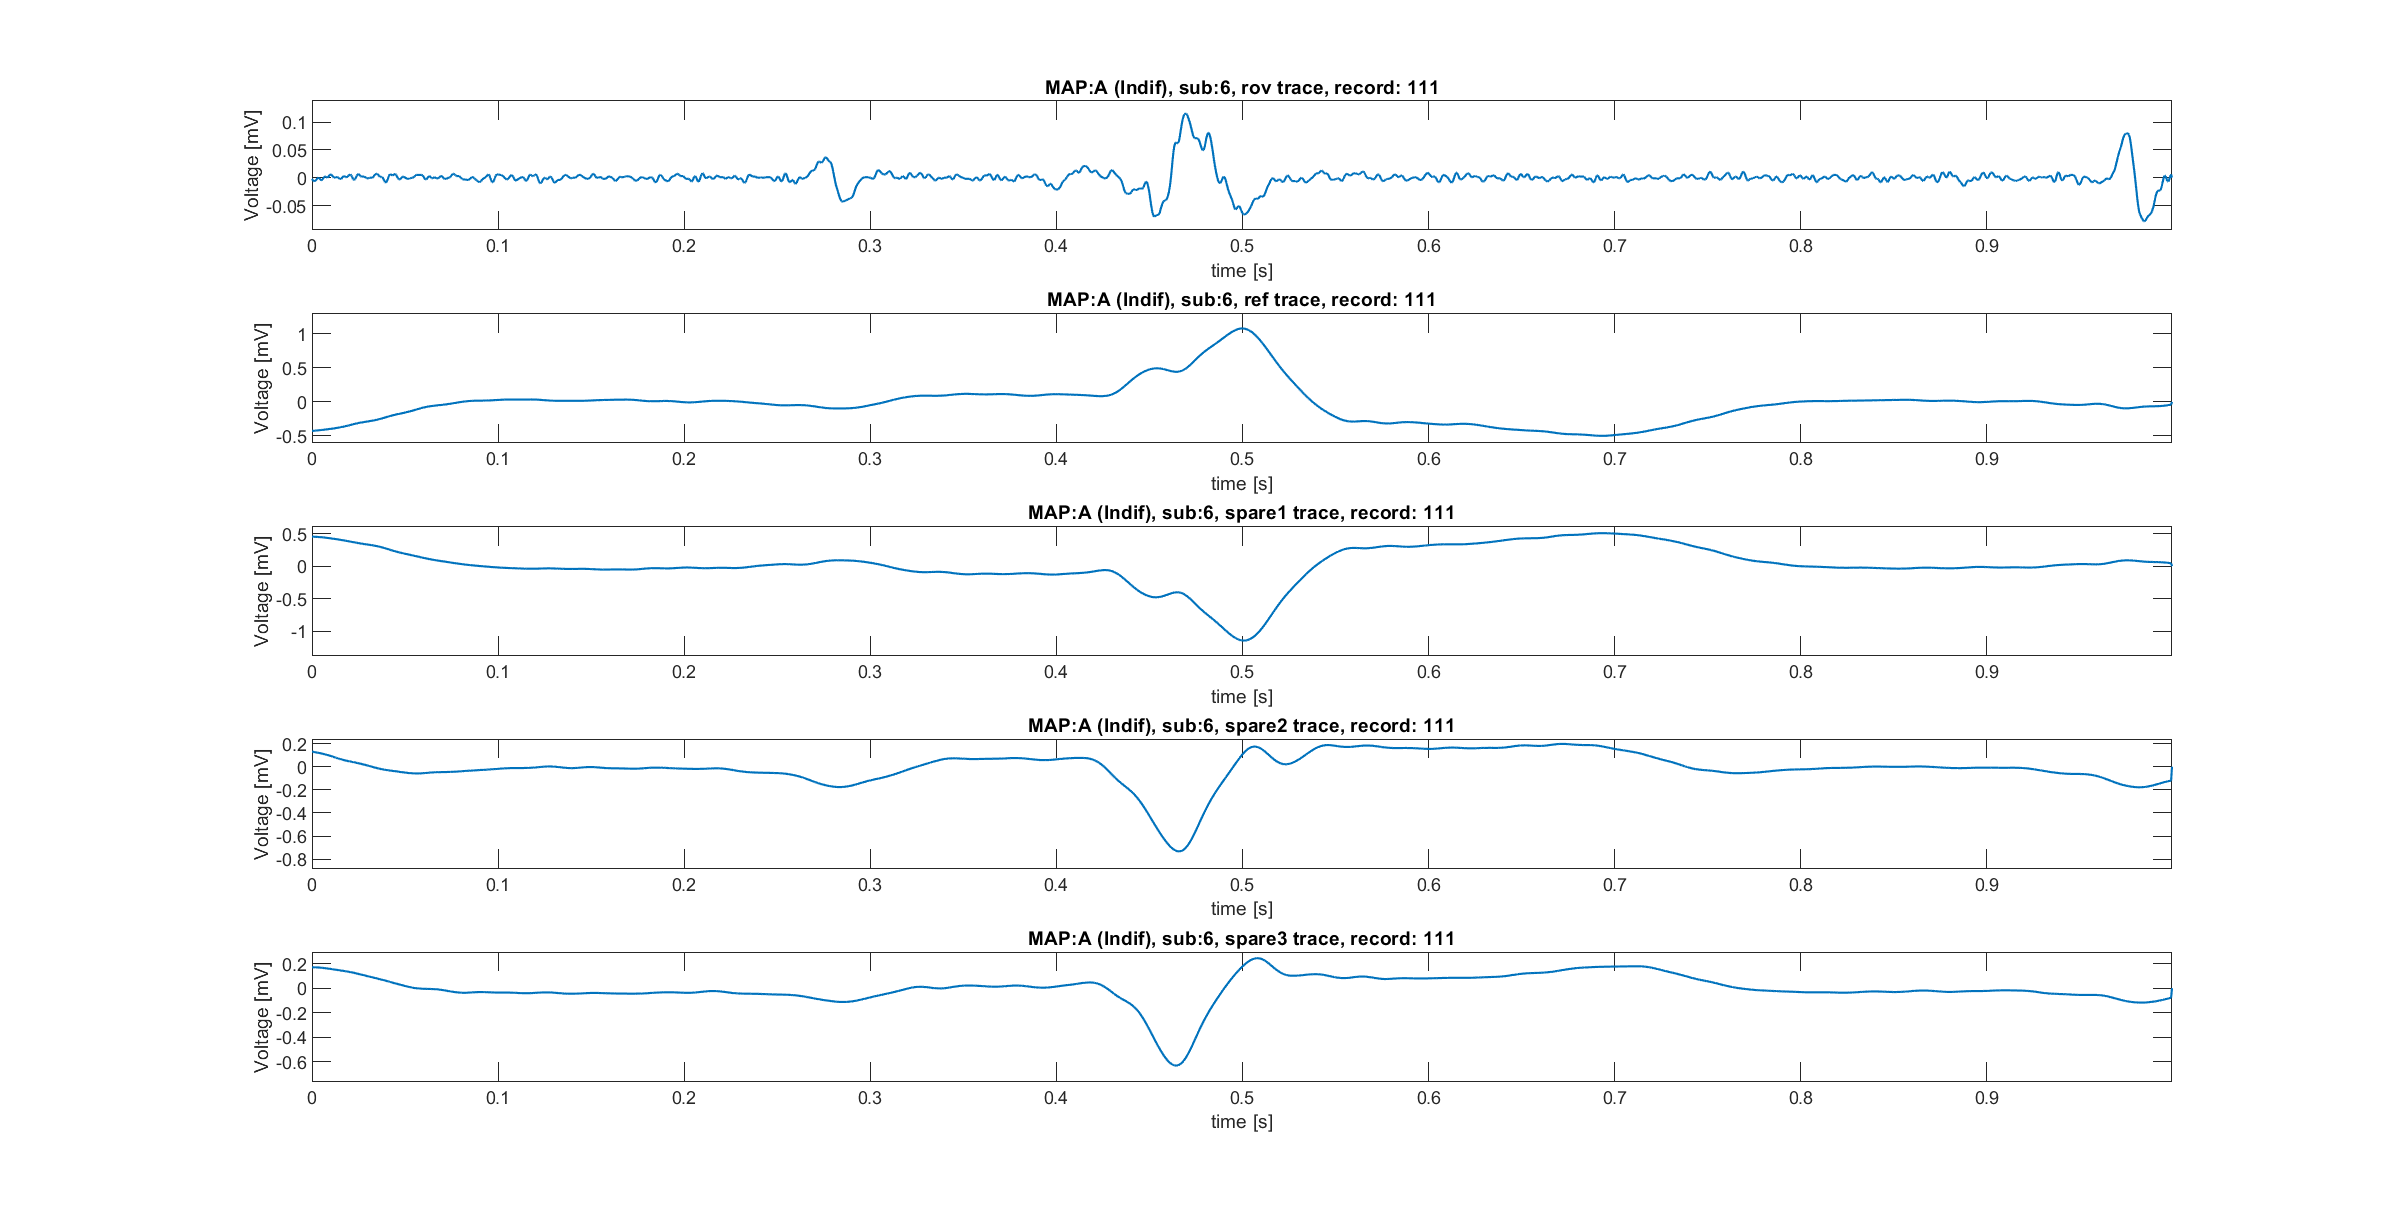 MAP:A (Indif), sub:6, rov trace, record: 111
Voltage [mV]
0.1
0.05
0
-0.05
0 0.1 0.2 0.3 0.4 0.5 0.6 0.7 0.8 0.9
time [s]
MAP:A (Indif), sub:6, ref trace, record: 111
Voltage [mV]
1
0.5
0
-0.5
0 0.1 0.2 0.3 0.4 0.5 0.6 0.7 0.8 0.9
time [s]
MAP:A (Indif), sub:6, spare1 trace, record: 111
Voltage [mV]
0.5
0
-0.5
-1
0 0.1 0.2 0.3 0.4 0.5 0.6 0.7 0.8 0.9
time [s]
MAP:A (Indif), sub:6, spare2 trace, record: 111
Voltage [mV]
0.2
0
-0.2
-0.4
-0.6
-0.8
0 0.1 0.2 0.3 0.4 0.5 0.6 0.7 0.8 0.9
time [s]
MAP:A (Indif), sub:6, spare3 trace, record: 111
Voltage [mV]
0.2
0
-0.2
-0.4
-0.6
0 0.1 0.2 0.3 0.4 0.5 0.6 0.7 0.8 0.9
time [s]